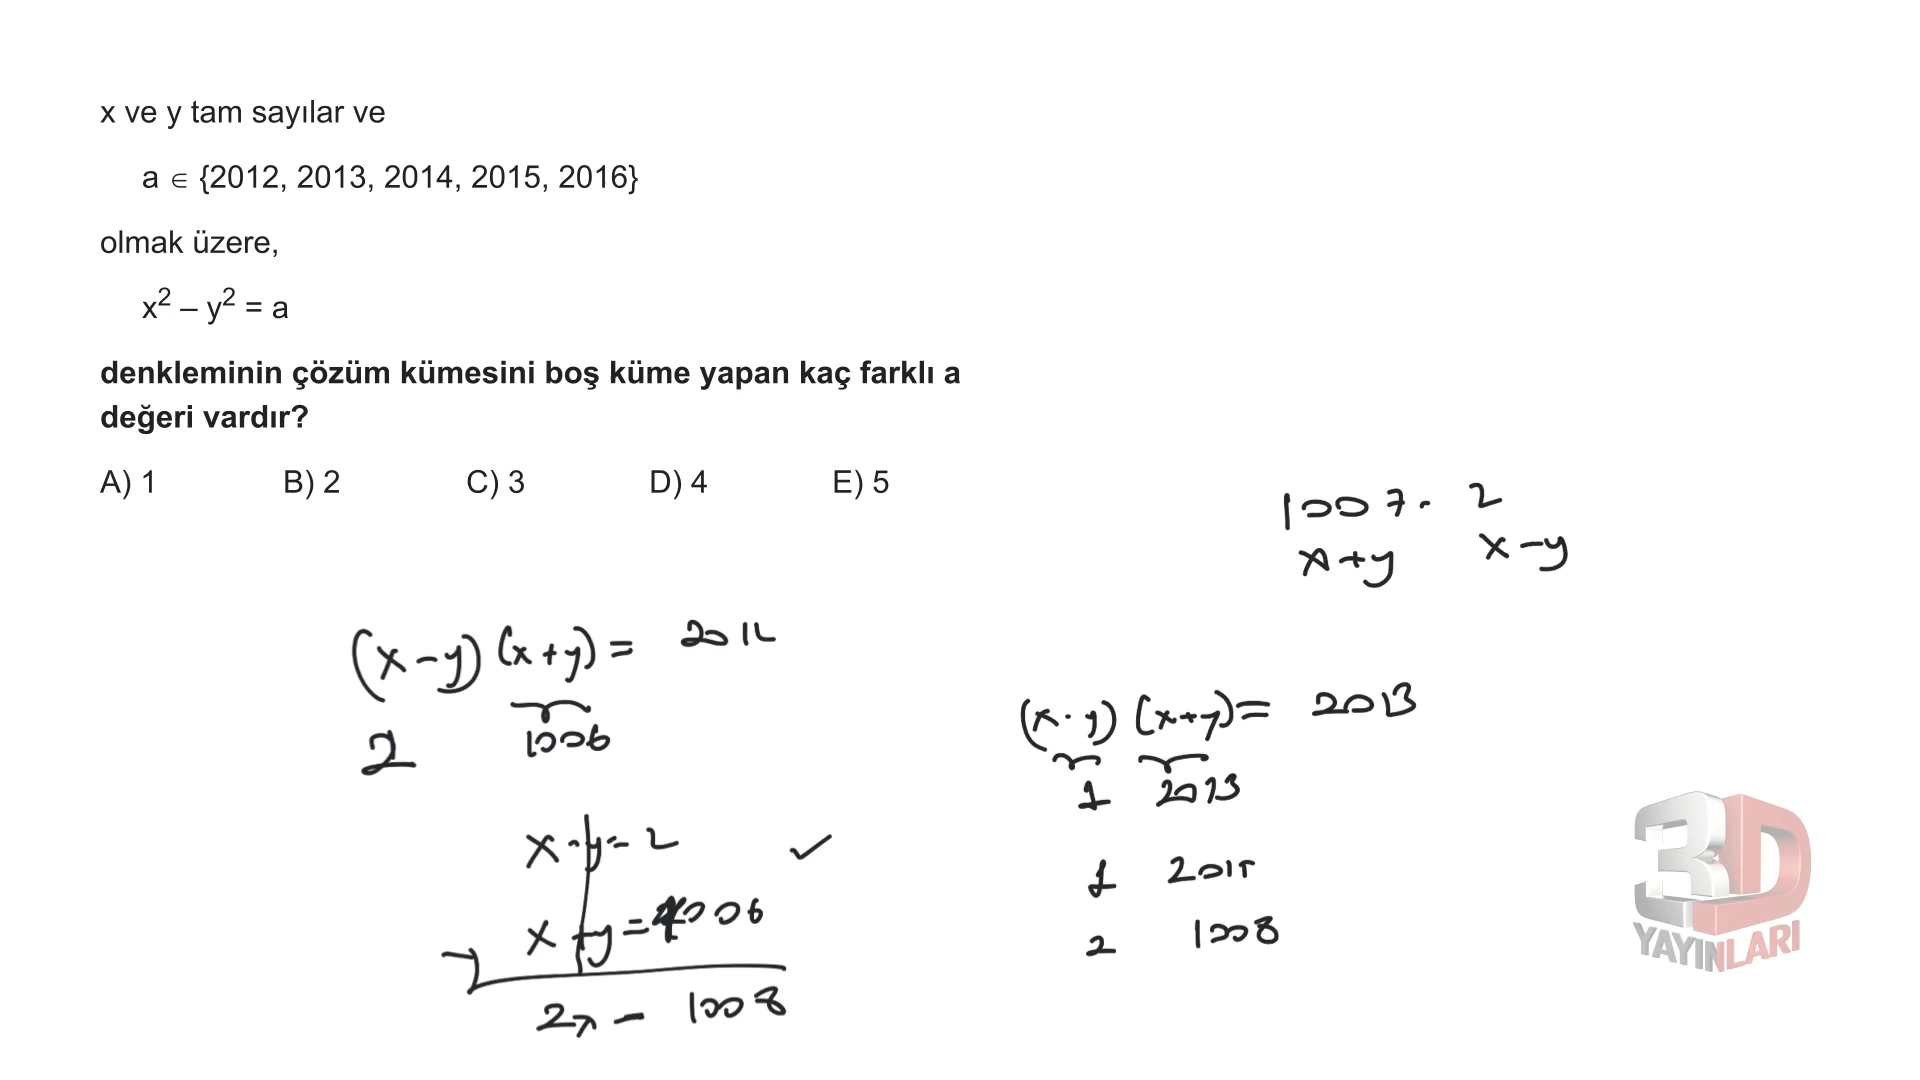 x ve y tam sayılar ve
a ∈ {2012, 2013, 2014, 2015, 2016}
olmak üzere,
x² – y² = a
denkleminin çözüm kümesini boş küme yapan kaç farklı a
değeri vardır?
A) 1 B) 2 C) 3 D) 4 E) 5
1007 · 2
x+y x-y
(x-y) (x+y) = 2012
2 1006
(x-y) (x+y) = 2013
1 2013
x-y=2 ✓
1 2015
x+y=1006
2 1008
2x = 1008
3D
YAYINLARI